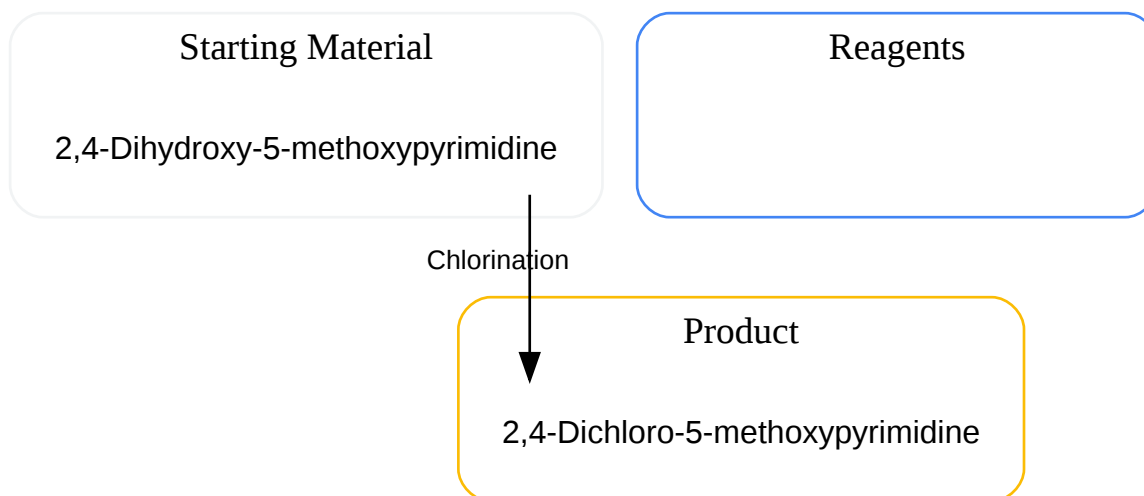 Starting Material
Reagents
2,4-Dihydroxy-5-methoxypyrimidine
Chlorination
Product
2,4-Dichloro-5-methoxypyrimidine